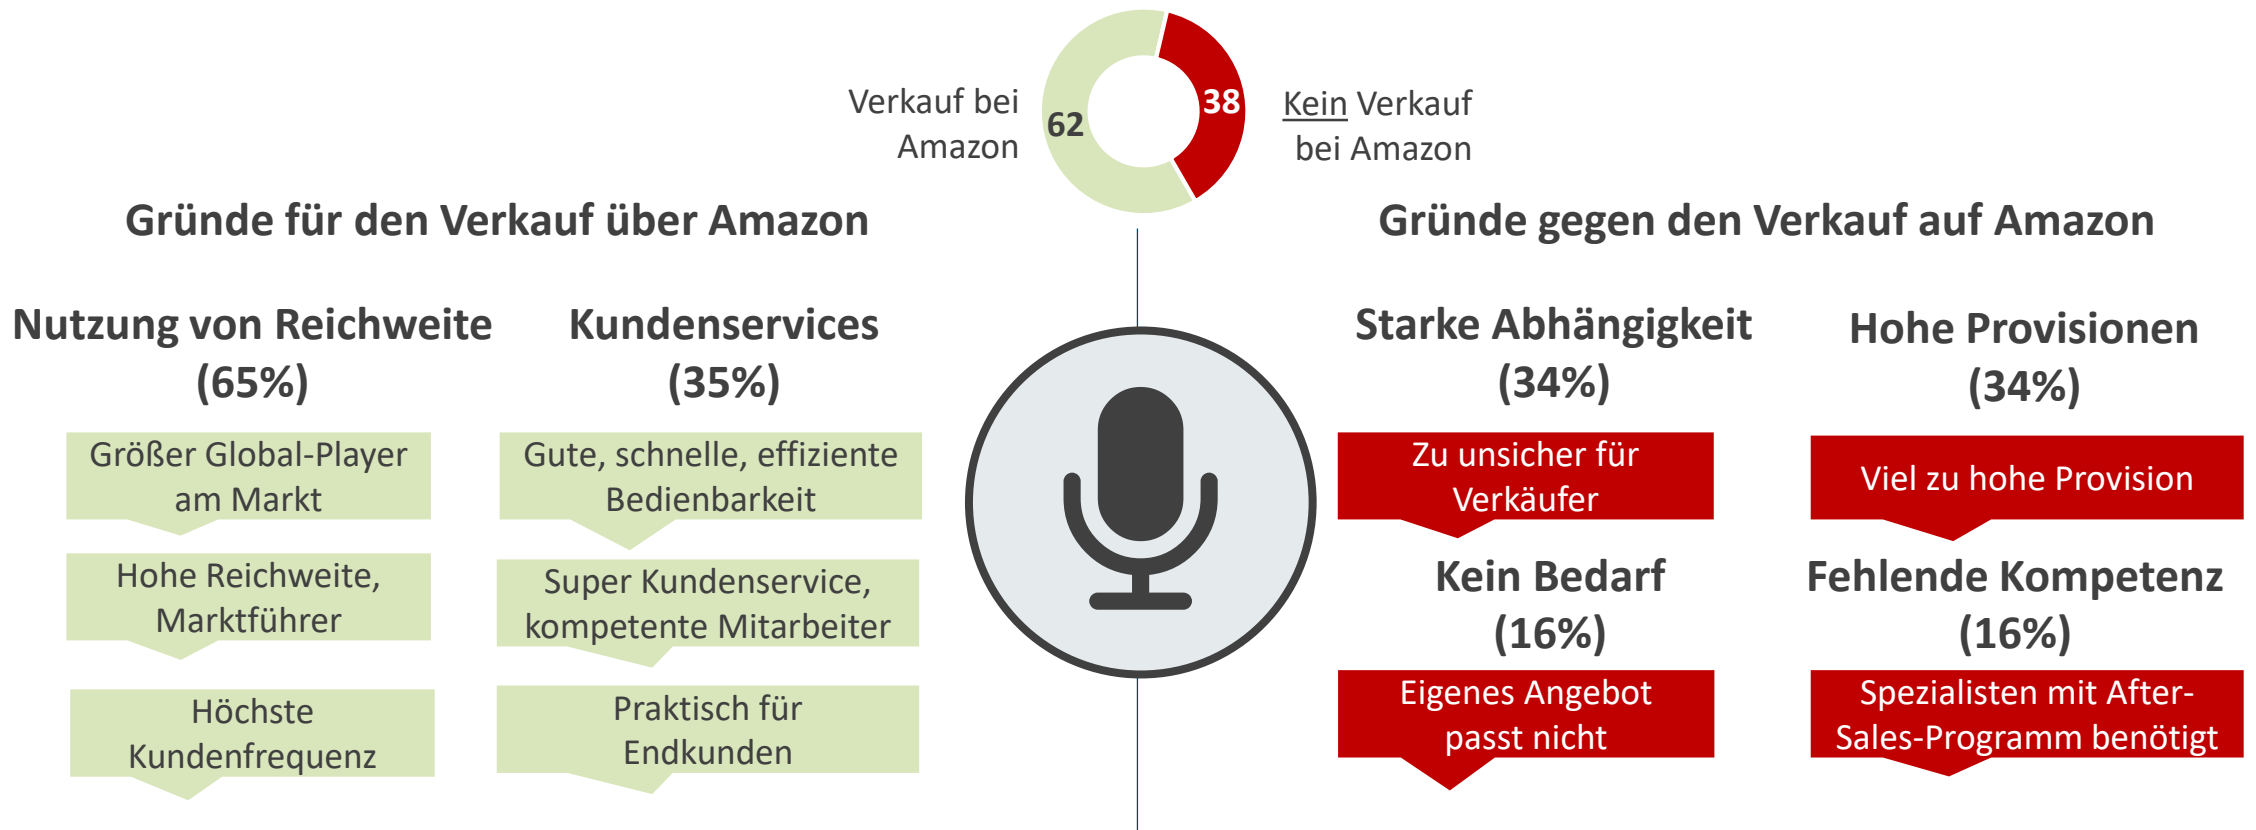 Verkauf bei
Amazon
62
38
Kein Verkauf
bei Amazon
Gründe für den Verkauf über Amazon
Nutzung von Reichweite
(65%)
Größer Global-Player
am Markt
Hohe Reichweite,
Marktführer
Höchste
Kundenfrequenz
Kundenservices
(35%)
Gute, schnelle, effiziente
Bedienbarkeit
Super Kundenservice,
kompetente Mitarbeiter
Praktisch für
Endkunden
Gründe gegen den Verkauf auf Amazon
Starke Abhängigkeit
(34%)
Zu unsicher für
Verkäufer
Hohe Provisionen
(34%)
Viel zu hohe Provision
Kein Bedarf
(16%)
Eigenes Angebot
passt nicht
Fehlende Kompetenz
(16%)
Spezialisten mit After-
Sales-Programm benötigt